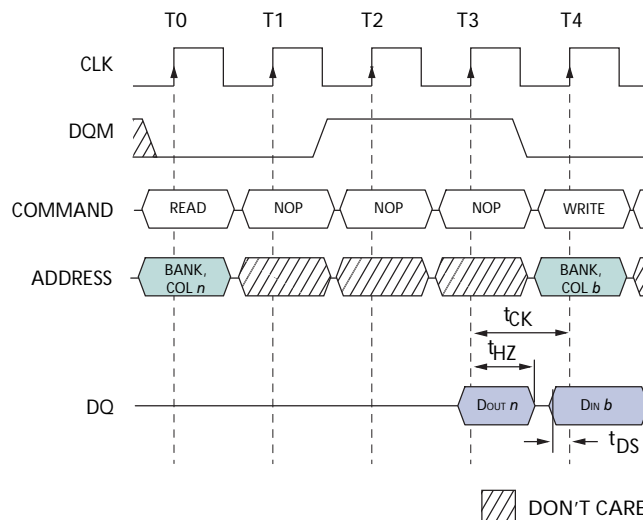 T0 T1 T2 T3 T4
CLK
DQM
COMMAND READ NOP NOP NOP WRITE
ADDRESS BANK, COL n BANK, COL b
tCK
tHZ
DQ DOUT n DIN b
tDS
DON'T CARE